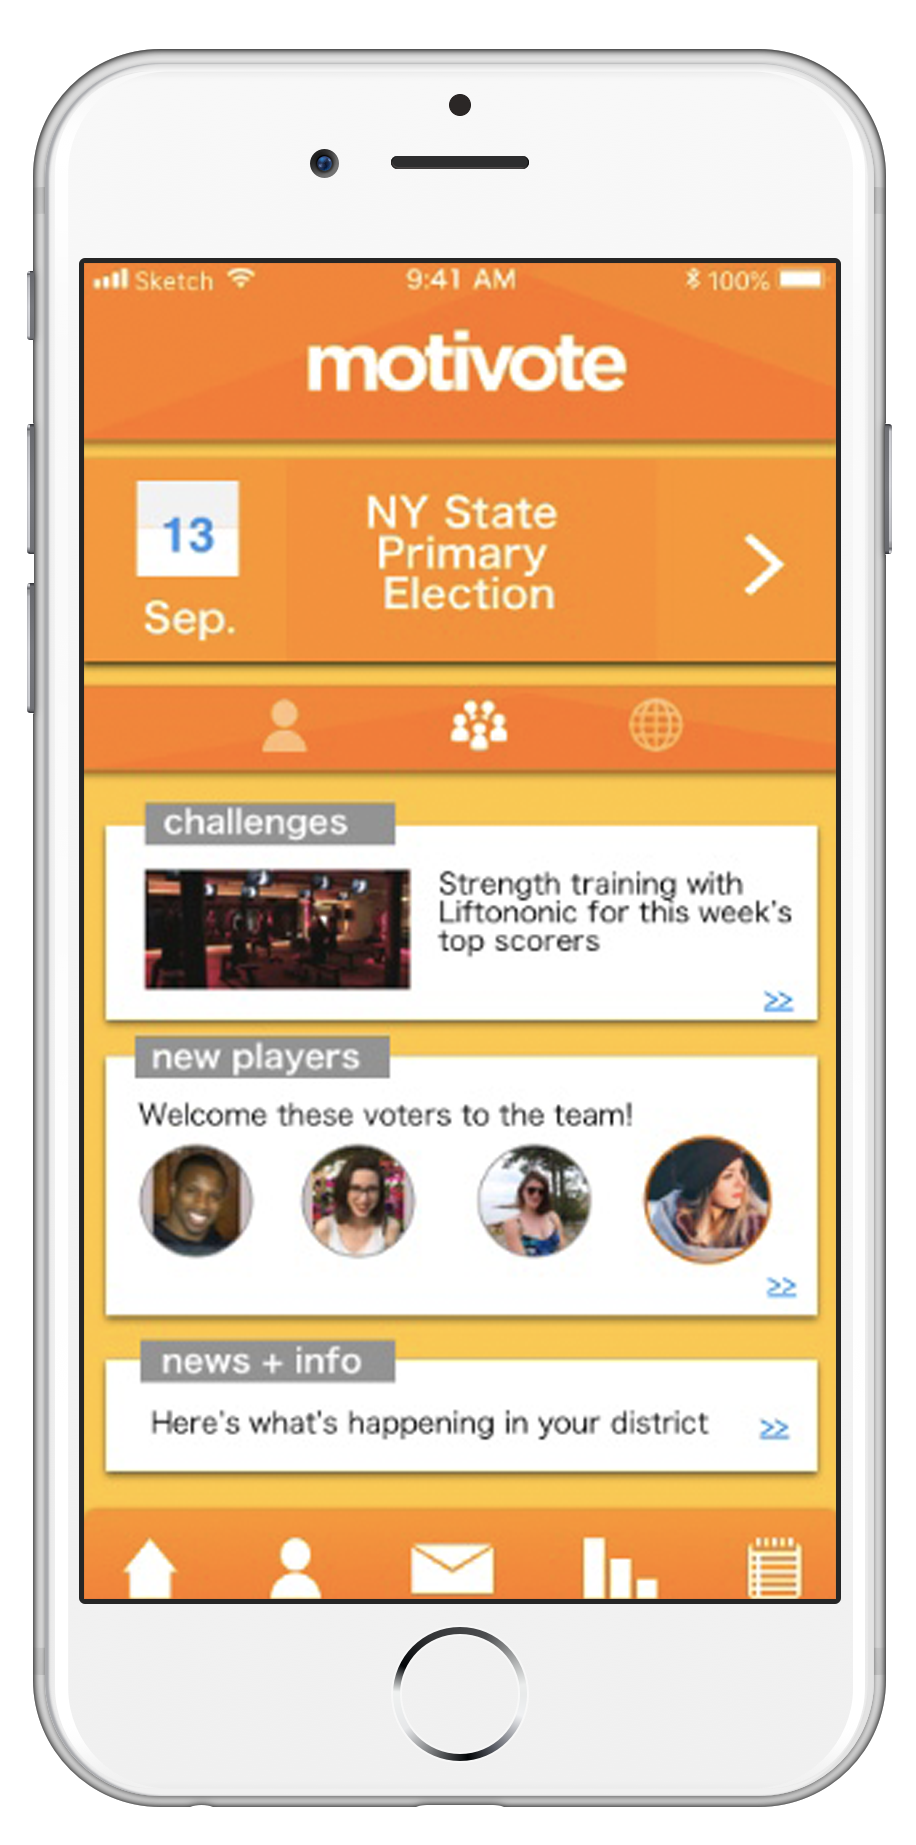 Sketch 9:41 AM 100%
motivote
13
Sep.
NY State
Primary
Election
challenges
Strength training with
Liftononic for this week's
top scorers
>>
new players
Welcome these voters to the team!
>>
news + info
Here's what's happening in your district >>